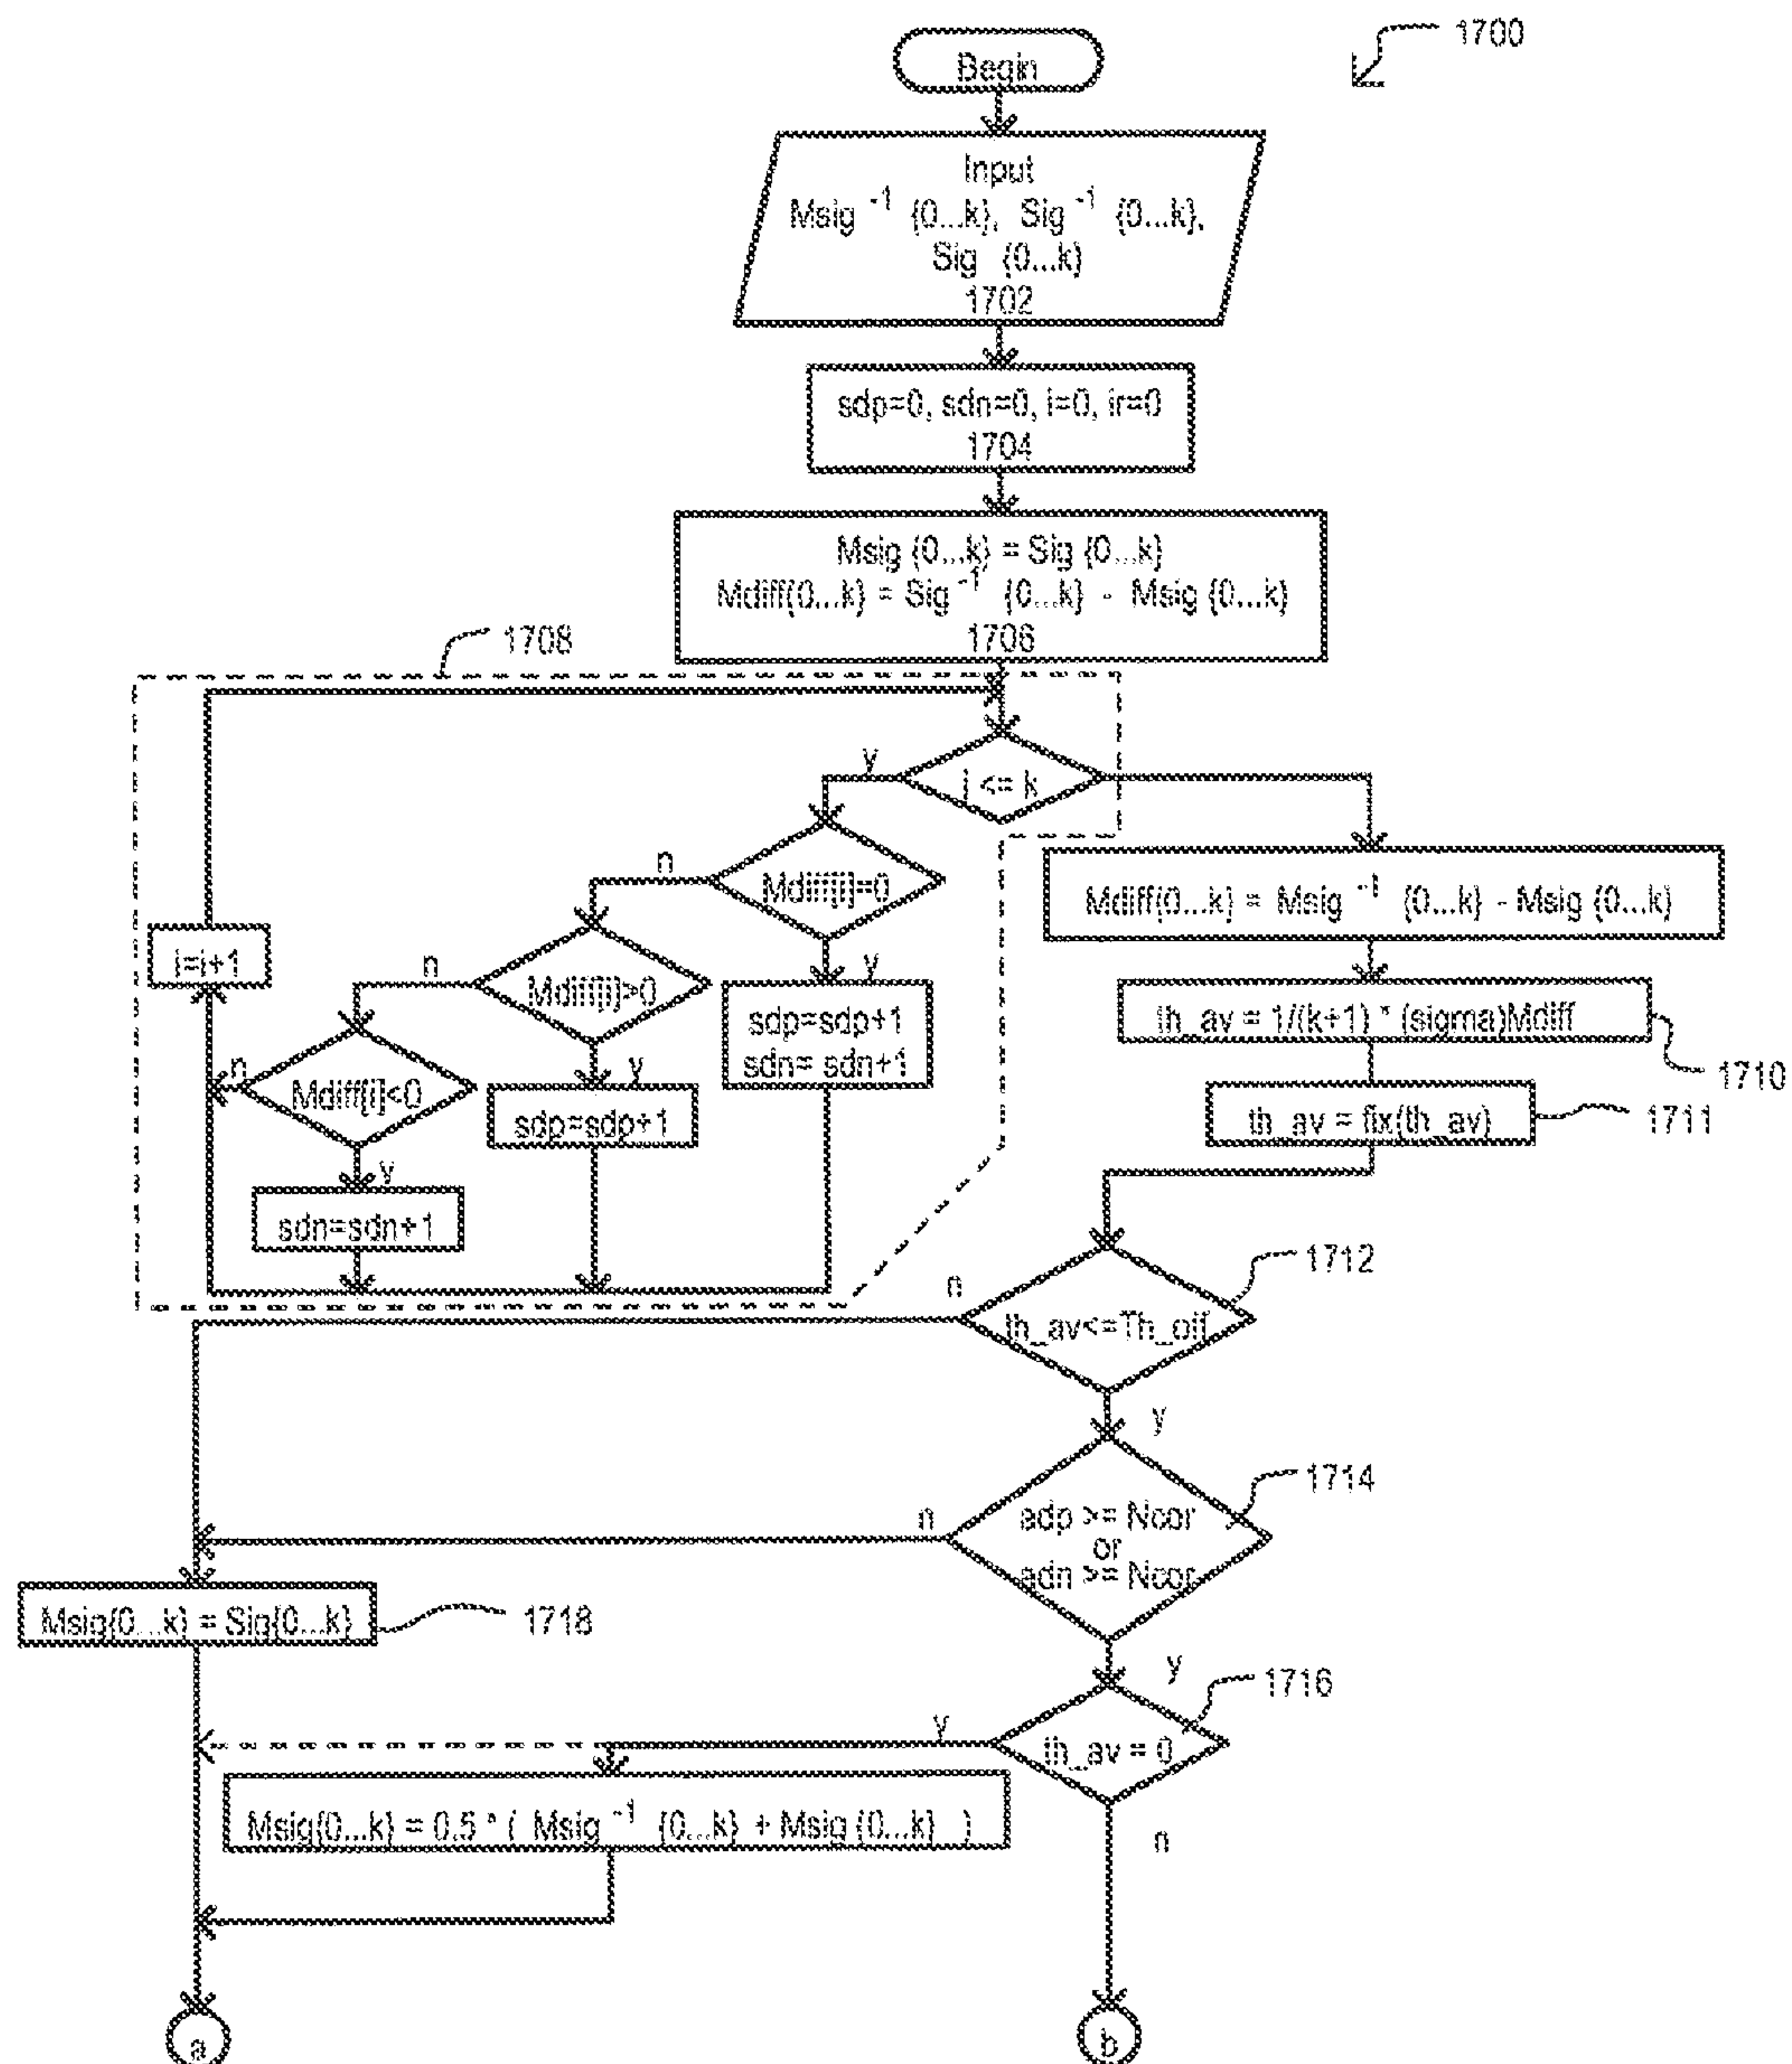 1700
Begin
Input
Msig ⁻¹ {0...k}, Sig ⁻¹ {0...k},
Sig {0...k}
1702
sdp=0, sdn=0, i=0, ir=0
1704
Msig {0...k} = Sig {0...k}
Mdiff{0...k} = Sig ⁻¹ {0...k} - Msig {0...k}
1706
1708
y
i <= k
n
Mdiff[i]=0
Mdiff{0...k} = Msig ⁻¹ {0...k} - Msig {0...k}
i=i+1
n
Mdiff[i]>0
y
sdp=sdp+1
sdn= sdn+1
th_av = 1/(k+1) * (sigma)Mdiff
1710
n
Mdiff[i]<0
y
sdp=sdp+1
th_av = fix(th_av)
1711
y
sdn=sdn+1
1712
n
th_av<=Th_off
y
1714
n
adp >= Ncor
or
adn >= Ncor
Msig{0...k} = Sig{0...k}
1718
y
1716
y
th_av = 0
Msig{0...k} = 0.5 * ( Msig ⁻¹ {0...k} + Msig {0...k} )
n
a
b